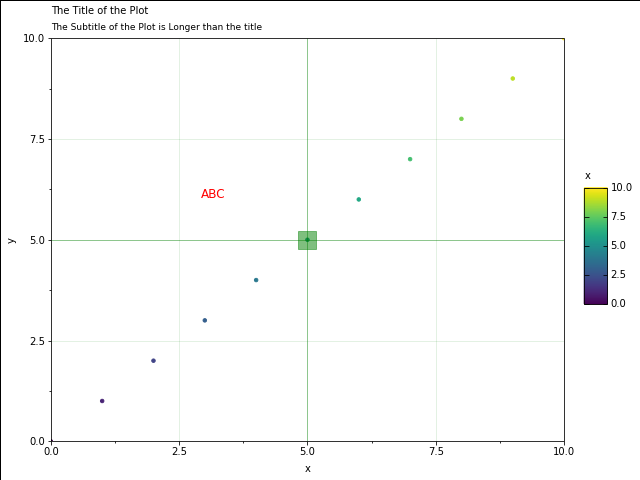 The Title of the Plot
The Subtitle of the Plot is Longer than the title
10.0
7.5
ABC
x
10.0
7.5
5.0
2.5
0.0
y
5.0
2.5
0.0
0.0 2.5 5.0 7.5 10.0
x